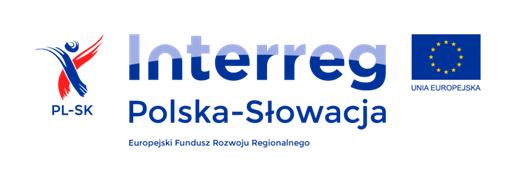 Interreg
PL-SK
Polska-Słowacja
UNIA EUROPEJSKA
Europejski Fundusz Rozwoju Regionalnego